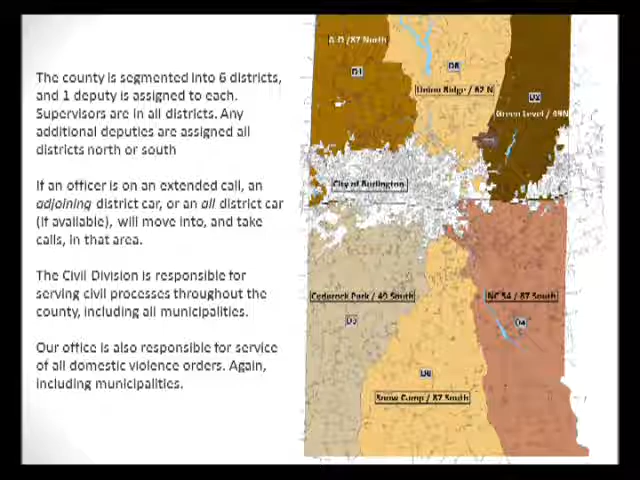 The county is segmented into 6 districts,
and 1 deputy is assigned to each.
Supervisors are in all districts. Any
additional deputies are assigned all
districts north or south
If an officer is on an extended call, an
adjoining district car, or an all district car
(if available), will move into, and take
calls, in that area.
The Civil Division is responsible for
serving civil processes throughout the
county, including all municipalities.
Our office is also responsible for service
of all domestic violence orders. Again,
including municipalities.
/87 North
D1
Union Ridge / 62 N
Green Level / 49N
City of Burlington
Cedarock Park / 49 South
NC 54 / 87 South
D4
Snow Camp / 87 South